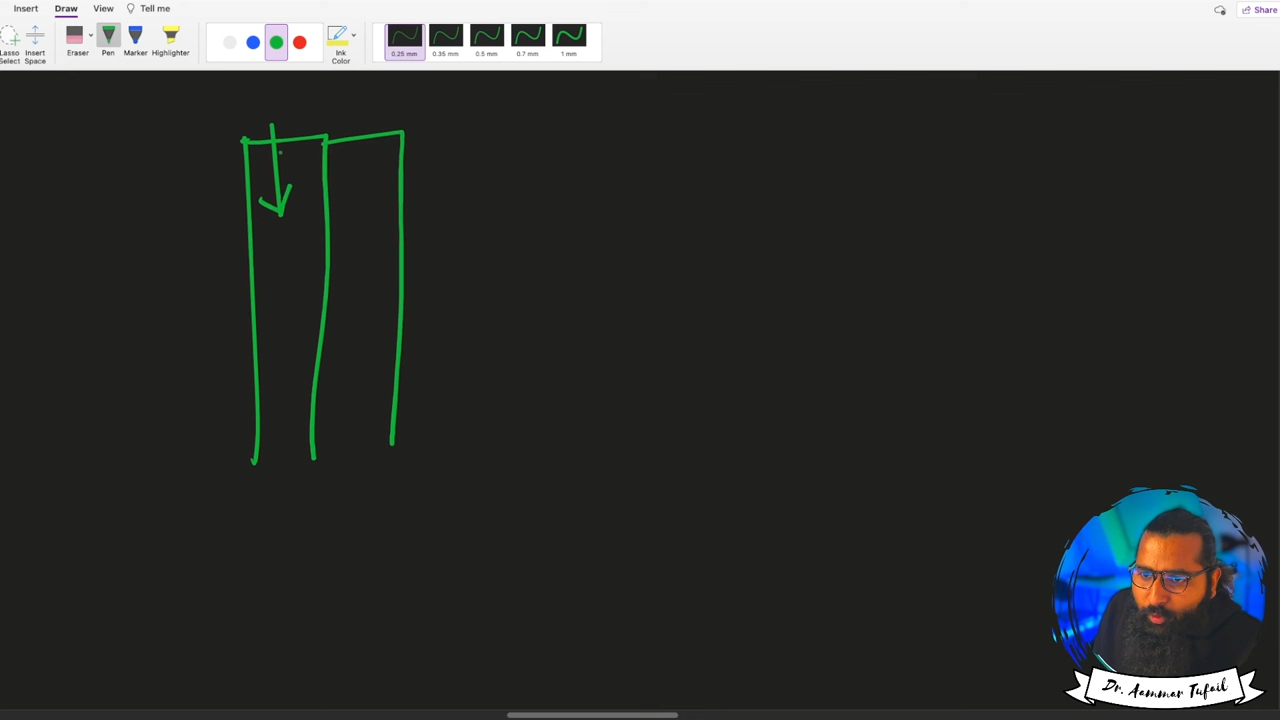 Insert Draw View Tell me Share
Lasso Select
Insert Space
Eraser
Pen
Marker
Highlighter
Ink Color
0.25 mm
0.35 mm
0.5 mm
0.7 mm
1 mm
Dr. Aammar Tufail